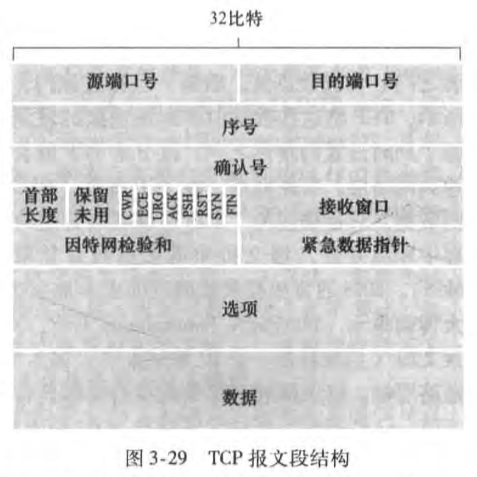 32比特
源端口号 目的端口号
序号
确认号
首部长度 保留未用 CWR ECE URG ACK PSH RST SYN FIN 接收窗口
因特网检验和 紧急数据指针
选项
数据
图 3-29 TCP 报文段结构